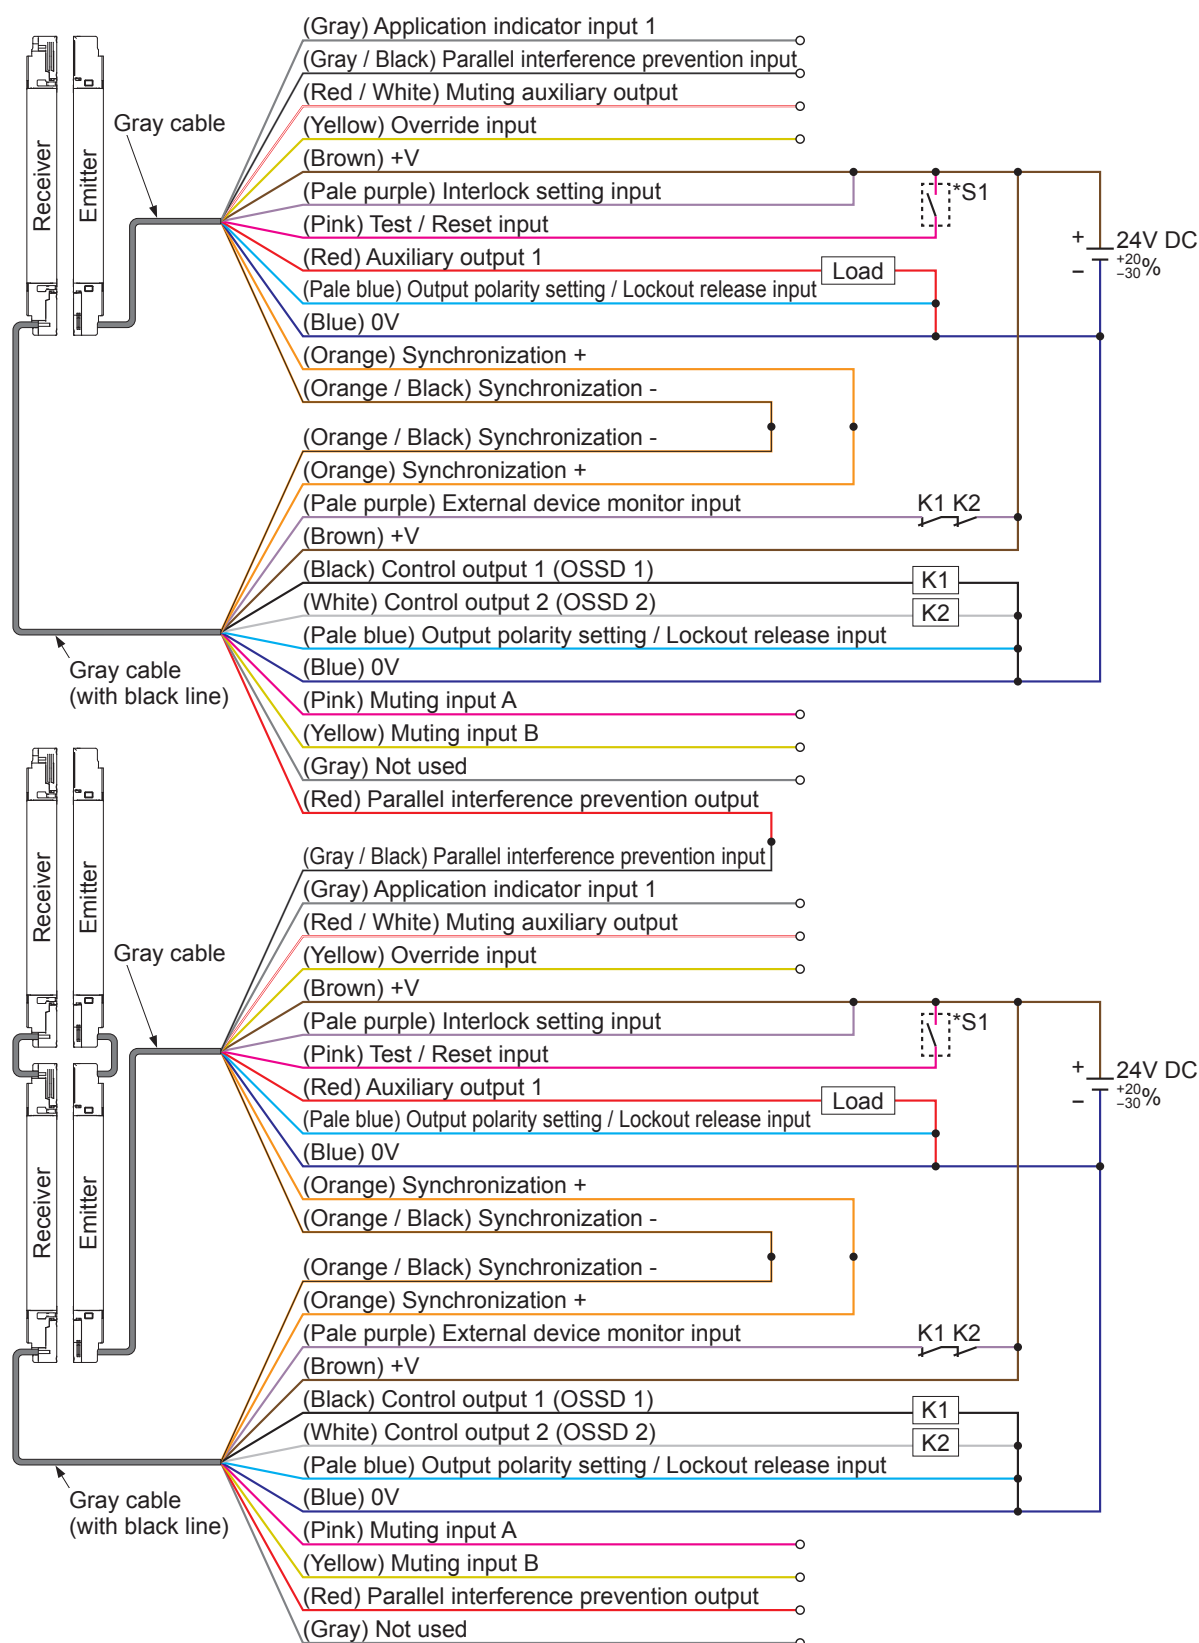 (Gray) Application indicator input 1
(Gray / Black) Parallel interference prevention input
(Red / White) Muting auxiliary output
Gray cable
(Yellow) Override input
(Brown) +V
Receiver
Emitter
(Pale purple) Interlock setting input
*S1
(Pink) Test / Reset input
+ 24V DC
– +20 –30 %
(Red) Auxiliary output 1
Load
(Pale blue) Output polarity setting / Lockout release input
(Blue) 0V
(Orange) Synchronization +
(Orange / Black) Synchronization -
(Orange / Black) Synchronization -
(Orange) Synchronization +
(Pale purple) External device monitor input
K1 K2
(Brown) +V
(Black) Control output 1 (OSSD 1)
K1
(White) Control output 2 (OSSD 2)
K2
(Pale blue) Output polarity setting / Lockout release input
Gray cable
(with black line)
(Blue) 0V
(Pink) Muting input A
(Yellow) Muting input B
(Gray) Not used
(Red) Parallel interference prevention output
(Gray / Black) Parallel interference prevention input
(Gray) Application indicator input 1
Receiver
Emitter
(Red / White) Muting auxiliary output
Gray cable
(Yellow) Override input
(Brown) +V
(Pale purple) Interlock setting input
*S1
(Pink) Test / Reset input
+ 24V DC
– +20 –30 %
(Red) Auxiliary output 1
Load
(Pale blue) Output polarity setting / Lockout release input
(Blue) 0V
Receiver
Emitter
(Orange) Synchronization +
(Orange / Black) Synchronization -
(Orange / Black) Synchronization -
(Orange) Synchronization +
(Pale purple) External device monitor input
K1 K2
(Brown) +V
(Black) Control output 1 (OSSD 1)
K1
(White) Control output 2 (OSSD 2)
K2
(Pale blue) Output polarity setting / Lockout release input
Gray cable
(with black line)
(Blue) 0V
(Pink) Muting input A
(Yellow) Muting input B
(Red) Parallel interference prevention output
(Gray) Not used